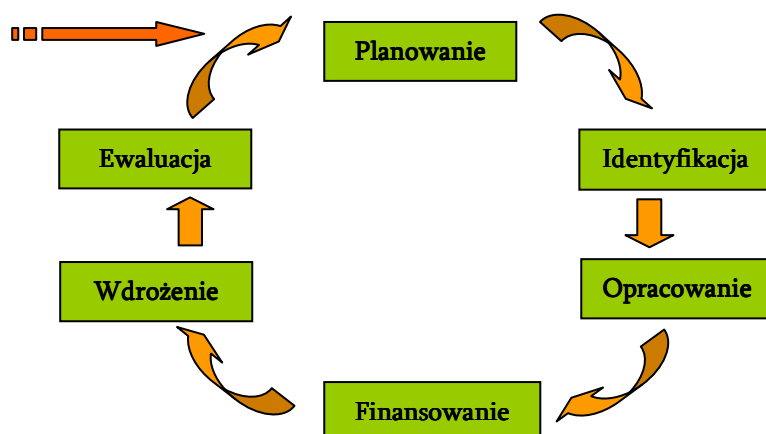 Planowanie
Ewaluacja
Identyfikacja
Wdrożenie
Opracowanie
Finansowanie